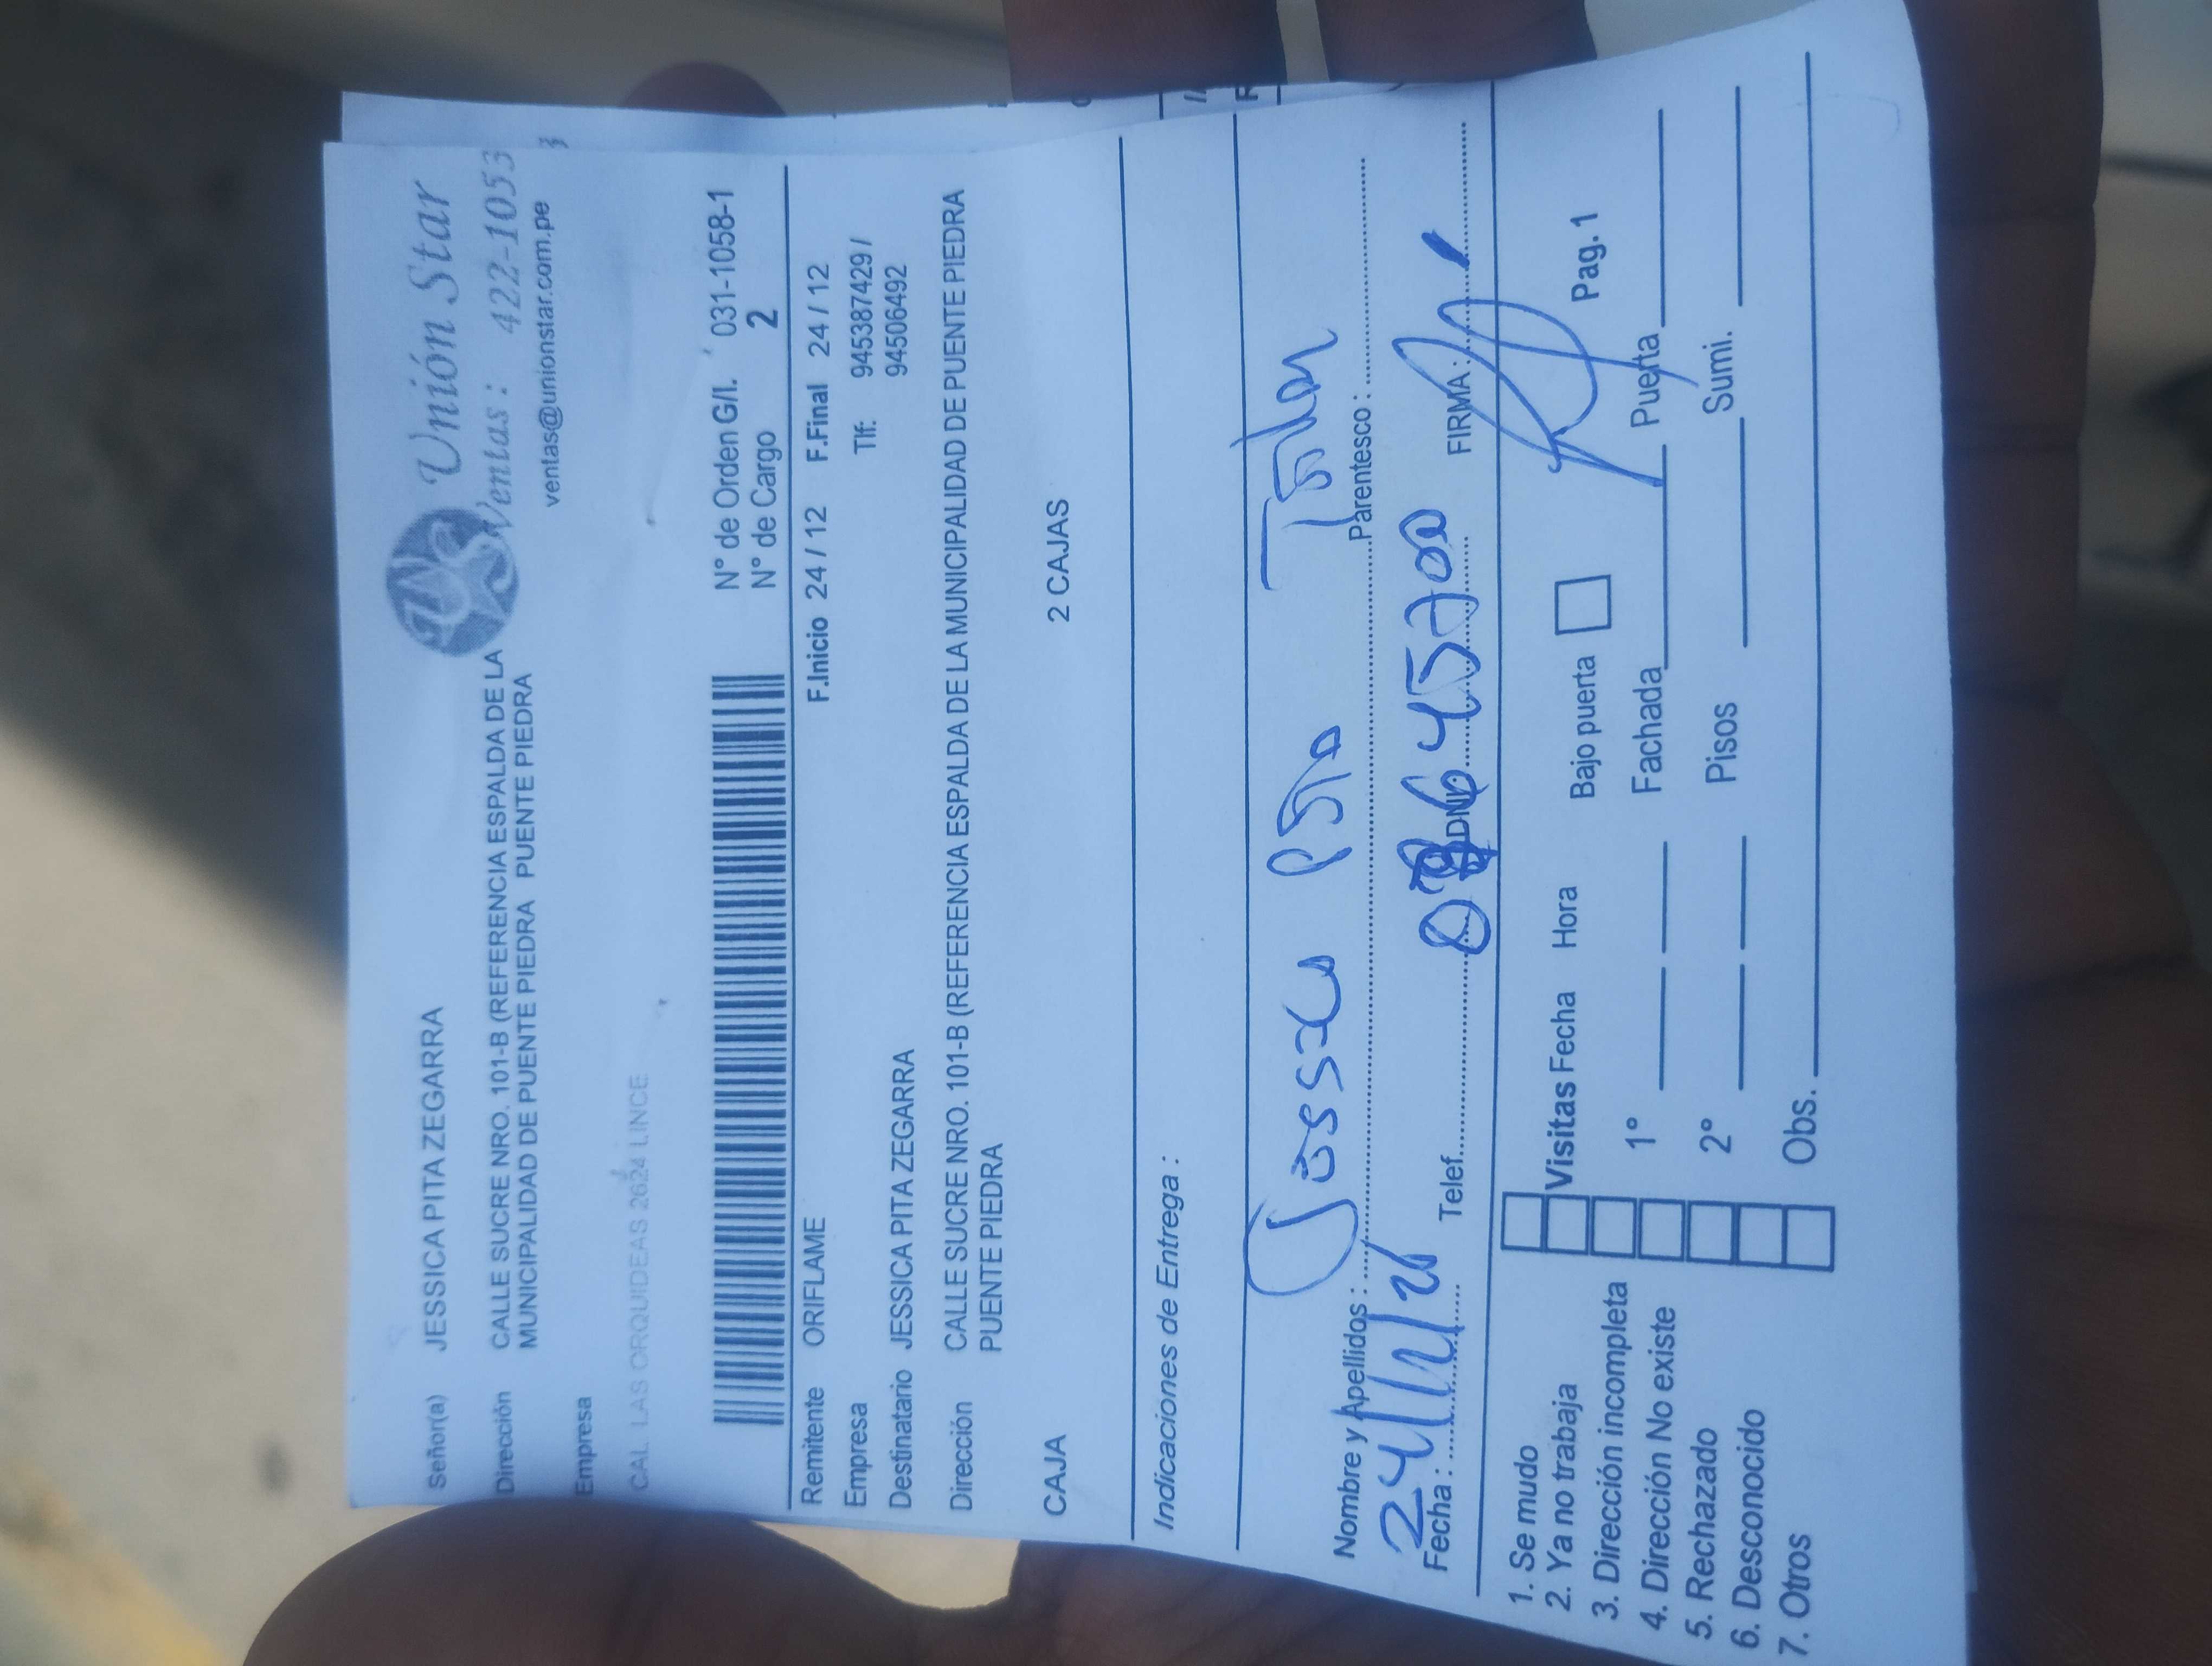 Señor(a) JESSICA PITA ZEGARRA
Unión Star
Dirección CALLE SUCRE NRO. 101-B (REFERENCIA ESPALDA DE LA
MUNICIPALIDAD DE PUENTE PIEDRA PUENTE PIEDRA
Ventas: 422-1053
ventas@unionstar.com.pe
Empresa
CAL. LAS ORQUIDEAS 2624 LINCE
N° de Orden G/I. 031-1058-1
N° de Cargo 2
Remitente ORIFLAME F.Inicio 24 / 12 F.Final 24 / 12
Empresa Tlf: 945387429 /
94506492
Destinatario JESSICA PITA ZEGARRA
Dirección CALLE SUCRE NRO. 101-B (REFERENCIA ESPALDA DE LA MUNICIPALIDAD DE PUENTE PIEDRA
PUENTE PIEDRA
CAJA 2 CAJAS
Indicaciones de Entrega :
Nombre y Apellidos : Parentesco :
Fecha : 24/12/ Telef. DNI FIRMA :
1. Se mudo
2. Ya no trabaja
3. Dirección incompleta
4. Dirección No existe
5. Rechazado
6. Desconocido
7. Otros
Visitas Fecha Hora Bajo puerta Pag. 1
1° Fachada Puerta
2° Pisos Sumi.
Obs.